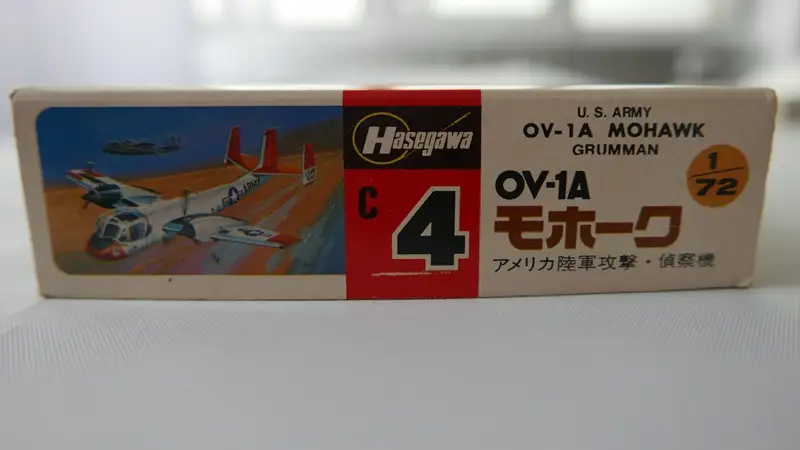 ARMY
Hasegawa
C
4
U. S. ARMY
OV-1A MOHAWK
GRUMMAN
1/72
OV-1A
モホーク
アメリカ陸軍攻撃・偵察機